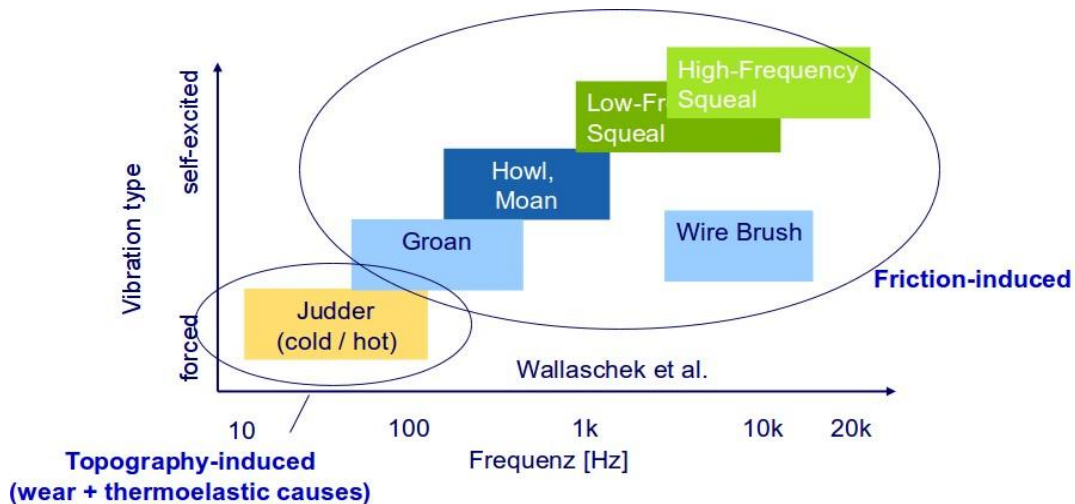 High-Frequency
Squeal
Low-Fr
Squeal
Howl,
Moan
Groan
Wire Brush
Judder
(cold / hot)
Friction-induced
self-excited
Vibration type
forced
Wallaschek et al.
10
100
1k
10k
20k
Frequenz [Hz]
Topography-induced
(wear + thermoelastic causes)